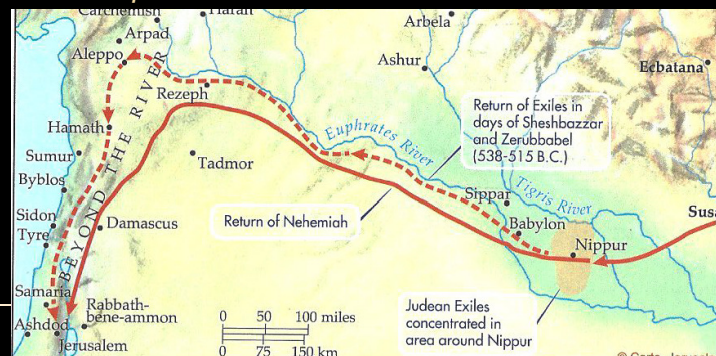 Carchemish
Haran
Arpad
Arbela
Aleppo
Ashur
Ecbatana
Rezeph
Return of Exiles in
days of Sheshbazzar
and Zerubbabel
(538-515 B.C.)
Hamath
BEYOND THE RIVER
Euphrates River
Sumur
Tadmor
Byblos
Sippar
Tigris River
Sidon
Tyre
Damascus
Return of Nehemiah
Babylon
Susa
Nippur
Samaria
Rabbath-
bene-ammon
0 50 100 miles
0 75 150 km
Judean Exiles
concentrated in
area around Nippur
Ashdod
Jerusalem